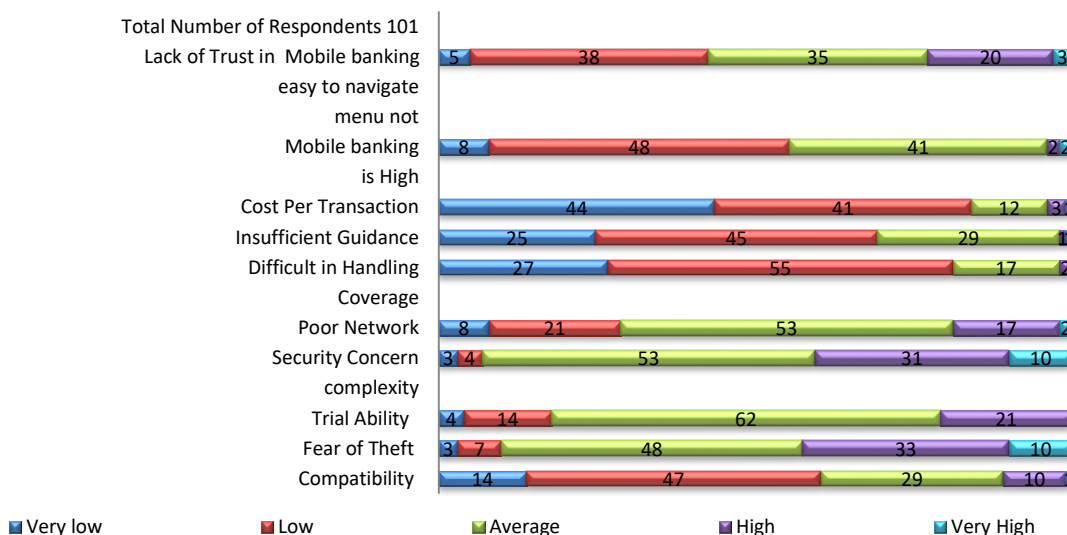 Total Number of Respondents 101
Lack of Trust in Mobile banking
5 38 35 20 3
easy to navigate
menu not
Mobile banking
8 48 41 2 2
is High
Cost Per Transaction
44 41 12 3 1
Insufficient Guidance
25 45 29 1
Difficult in Handling
27 55 17 2
Coverage
Poor Network
8 21 53 17 2
Security Concern
3 4 53 31 10
complexity
Trial Ability
4 14 62 21
Fear of Theft
3 7 48 33 10
Compatibility
14 47 29 10 1
Very low Low Average High Very High